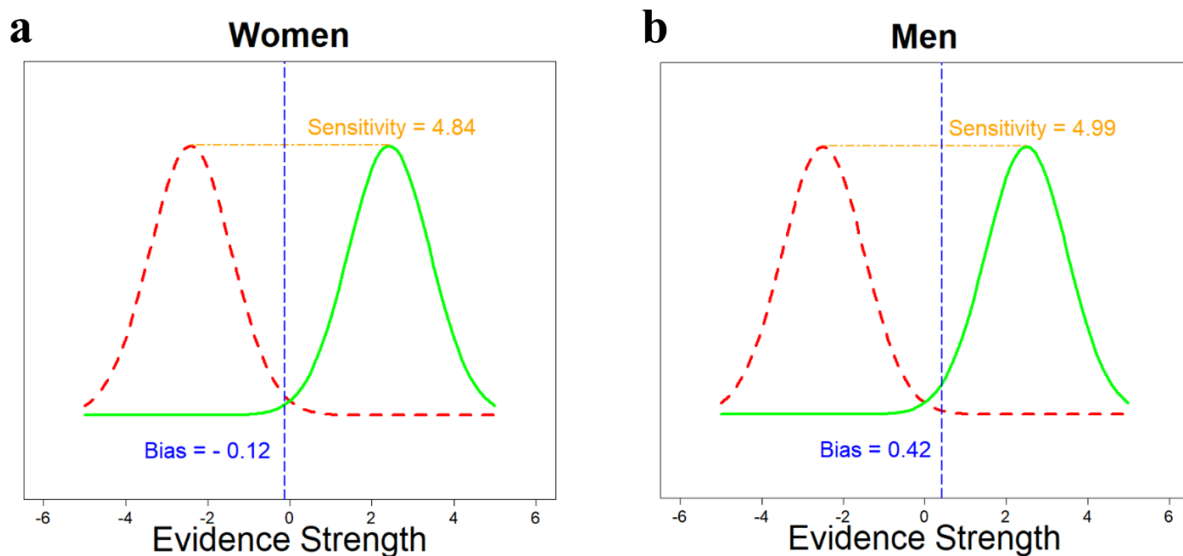 a
Women
Sensitivity = 4.84
Bias = - 0.12
-6 -4 -2 0 2 4 6
Evidence Strength
b
Men
Sensitivity = 4.99
Bias = 0.42
-6 -4 -2 0 2 4 6
Evidence Strength